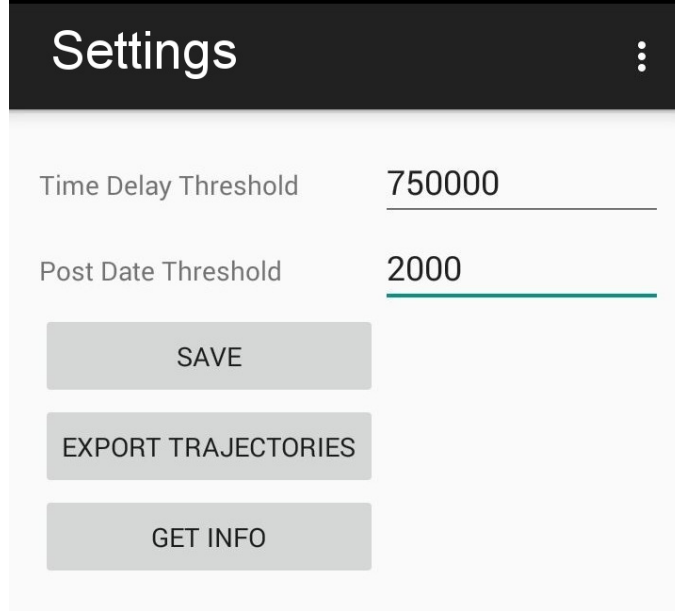 Settings
Time Delay Threshold 750000
Post Date Threshold 2000
SAVE
EXPORT TRAJECTORIES
GET INFO